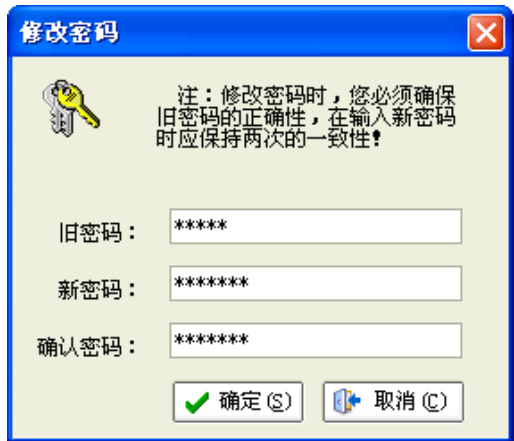 修改密码
注：修改密码时，您必须确保
旧密码的正确性，在输入新密码
时应保持两次的一致性！
旧密码： *****
新密码： *******
确认密码： *******
确定(S) 取消(C)